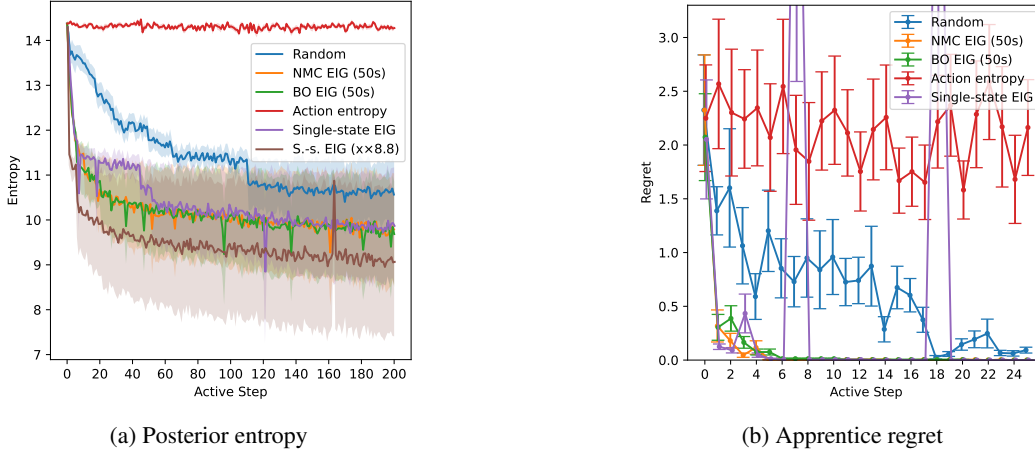 14
13
12
11
10
9
8
7
Entropy
0
20
40
60
80
100
120
140
160
180
200
Active Step
Random
NMC EIG (50s)
BO EIG (50s)
Action entropy
Single-state EIG
S.-s. EIG (x×8.8)
(a) Posterior entropy
3.0
2.5
2.0
1.5
1.0
0.5
0.0
Regret
0
2
4
6
8
10
12
14
16
18
20
22
24
Active Step
Random
NMC EIG (50s)
BO EIG (50s)
Action entropy
Single-state EIG
(b) Apprentice regret